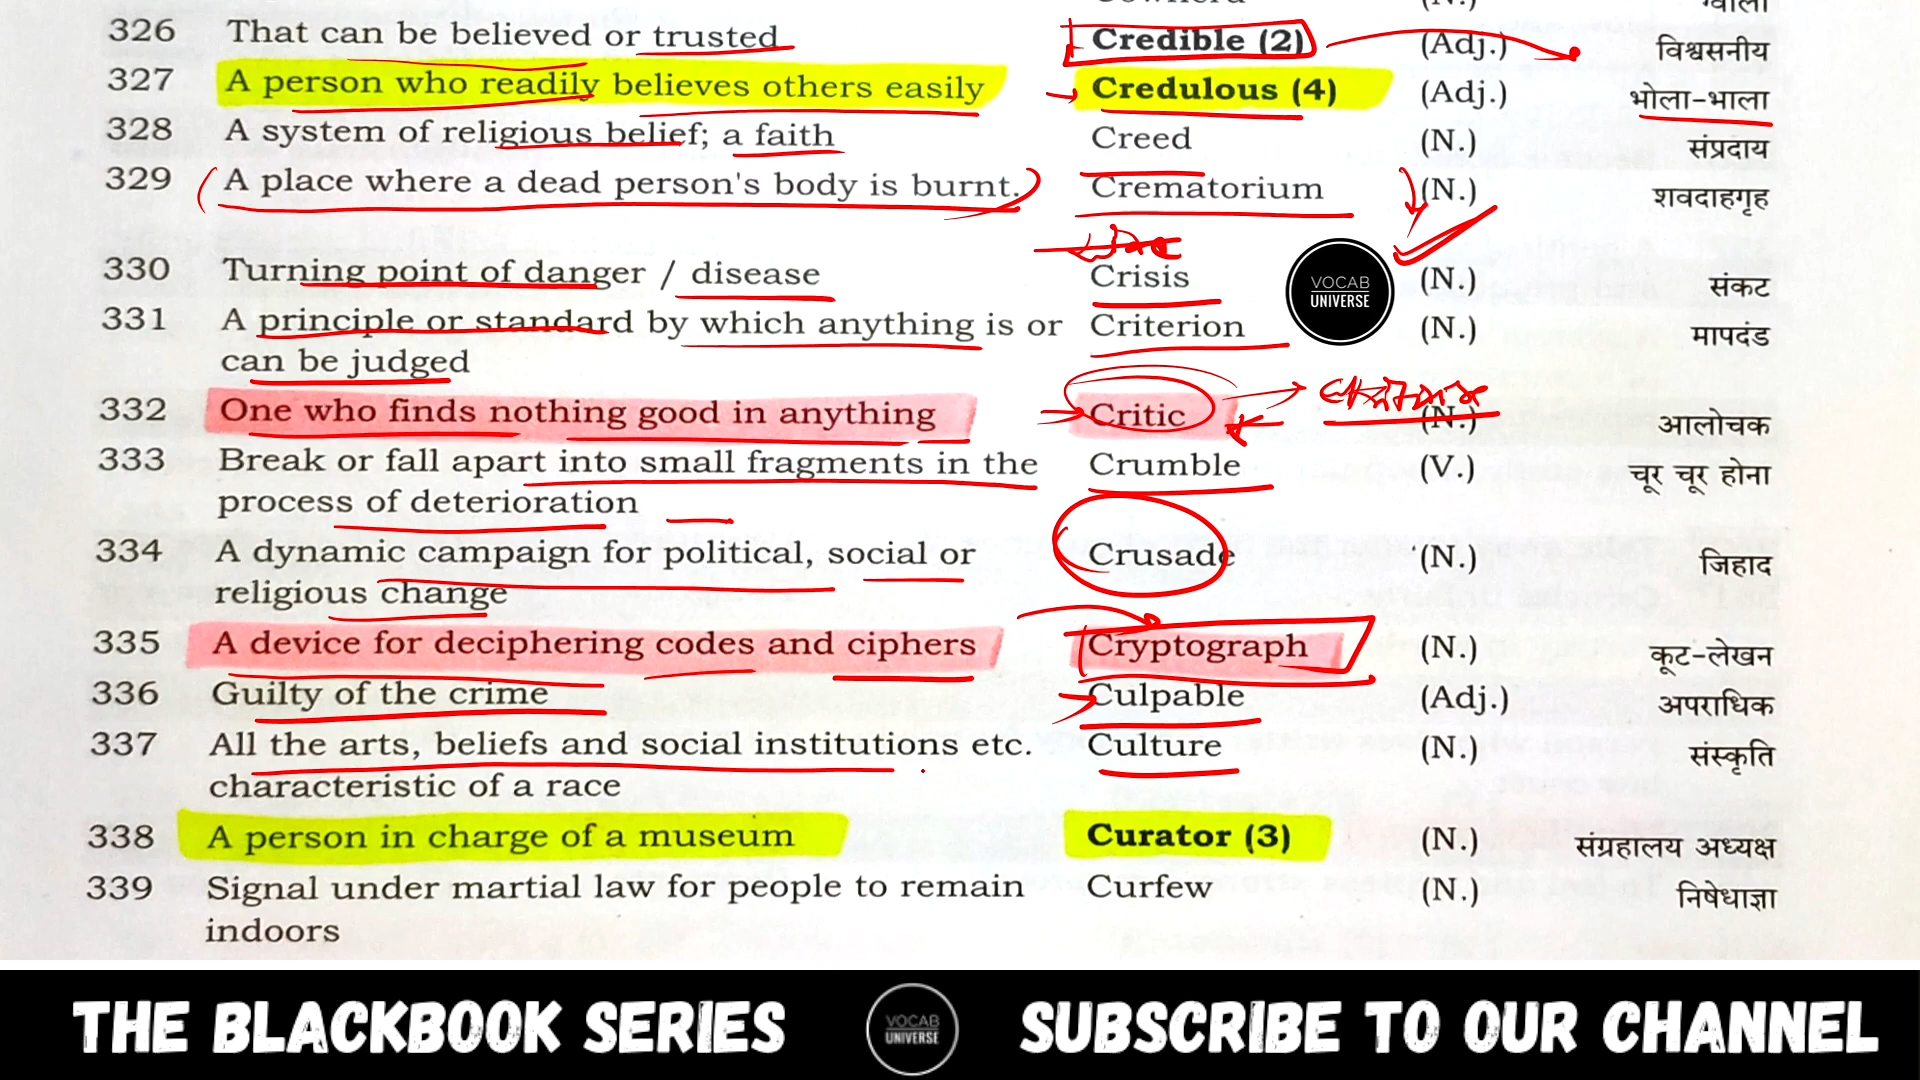 326 That can be believed or trusted Credible (2) (Adj.) विश्वसनीय
327 A person who readily believes others easily Credulous (4) (Adj.) भोला-भाला
328 A system of religious belief; a faith Creed (N.) संप्रदाय
329 A place where a dead person's body is burnt. Crematorium (N.) शवदाहगृह
330 Turning point of danger / disease Crisis (N.) संकट
VOCAB
UNIVERSE
331 A principle or standard by which anything is or Criterion (N.) मापदंड
can be judged
332 One who finds nothing good in anything Critic (N.) आलोचक
333 Break or fall apart into small fragments in the Crumble (V.) चूर चूर होना
process of deterioration
334 A dynamic campaign for political, social or Crusade (N.) जिहाद
religious change
335 A device for deciphering codes and ciphers Cryptograph (N.) कूट-लेखन
336 Guilty of the crime Culpable (Adj.) अपराधिक
337 All the arts, beliefs and social institutions etc. Culture (N.) संस्कृति
characteristic of a race
338 A person in charge of a museum Curator (3) (N.) संग्रहालय अध्यक्ष
339 Signal under martial law for people to remain Curfew (N.) निषेधाज्ञा
indoors
THE BLACKBOOK SERIES VOCAB UNIVERSE SUBSCRIBE TO OUR CHANNEL